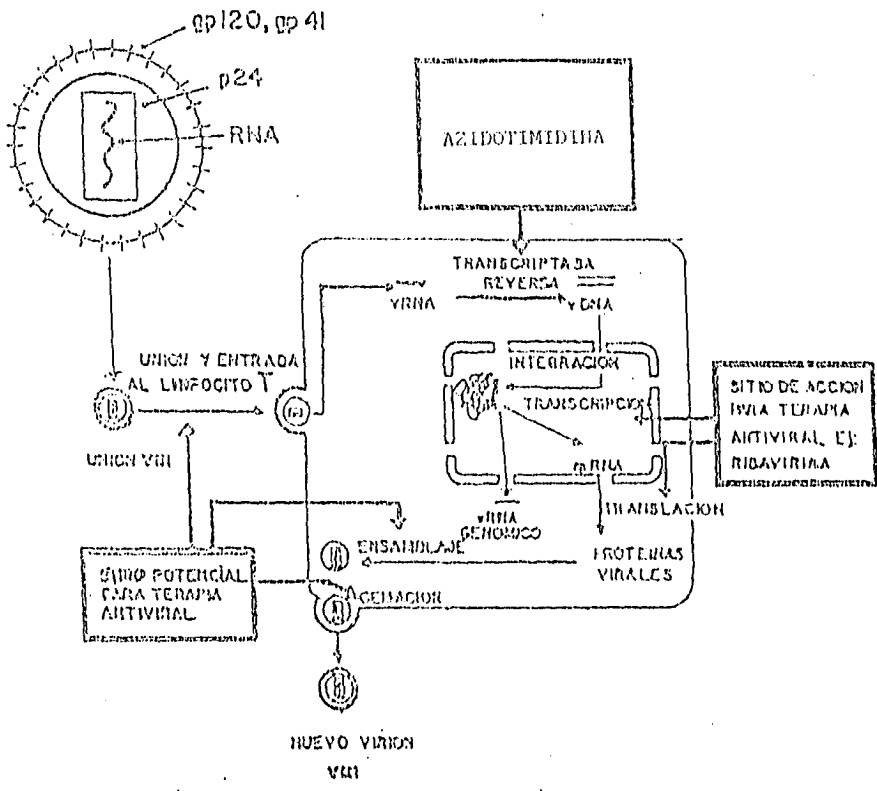 gp120, gp 41
p24
RNA
AZIDOTIMIDINA
TRANSCRIPTASA
REVERSA
vRNA
vDNA
UNION Y ENTRADA
AL LINFOCITO T
INTEGRACION
TRANSCRIPCION
SITIO DE ACCION
PARA TERAPIA
ANTIVIRAL, EJ:
RIBAVIRINA
UNION VIH
mRNA
vRNA
GENOMICO
TRANSLACION
ENSAMBLAJE
PROTEINAS
VIRALES
POTENCIAL
PARA TERAPIA
ANTIVIRAL
GEMACION
NUEVO VIRION
VIH